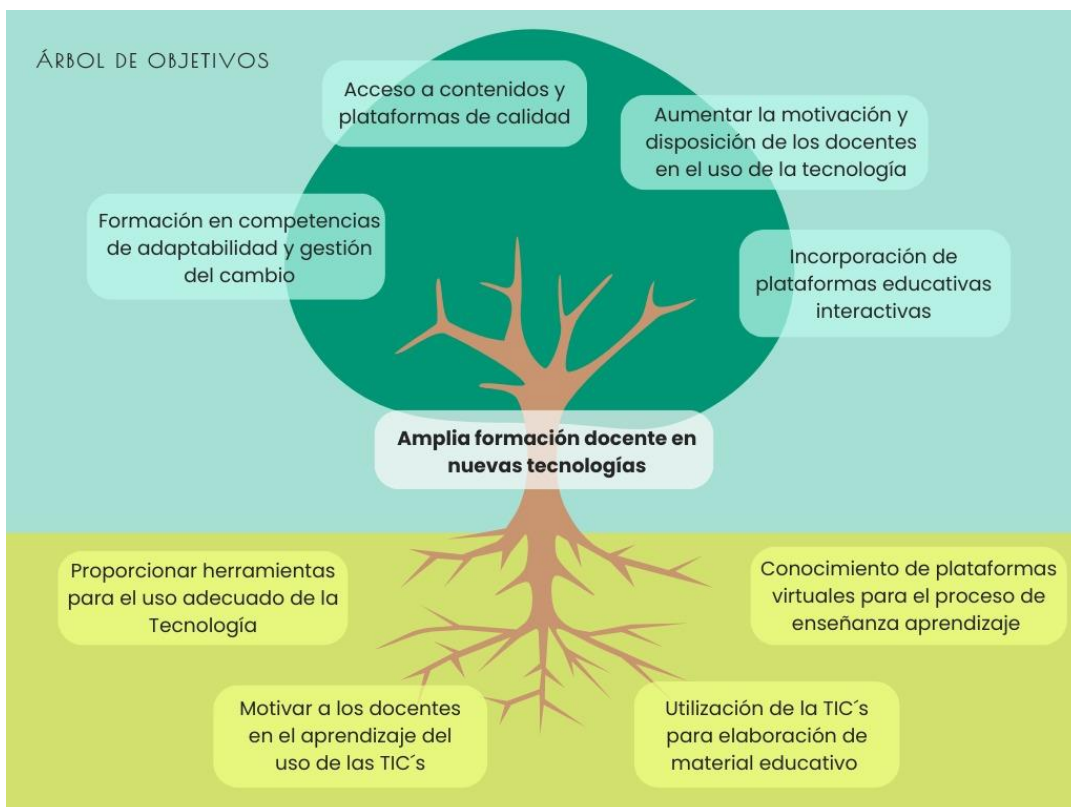 ÁRBOL DE OBJETIVOS
Acceso a contenidos y
plataformas de calidad
Aumentar la motivación y
disposición de los docentes
en el uso de la tecnología
Formación en competencias
de adaptabilidad y gestión
del cambio
Incorporación de
plataformas educativas
interactivas
Amplia formación docente en
nuevas tecnologías
Proporcionar herramientas
para el uso adecuado de la
Tecnología
Conocimiento de plataformas
virtuales para el proceso de
enseñanza aprendizaje
Motivar a los docentes
en el aprendizaje del
uso de las TIC´s
Utilización de la TIC´s
para elaboración de
material educativo